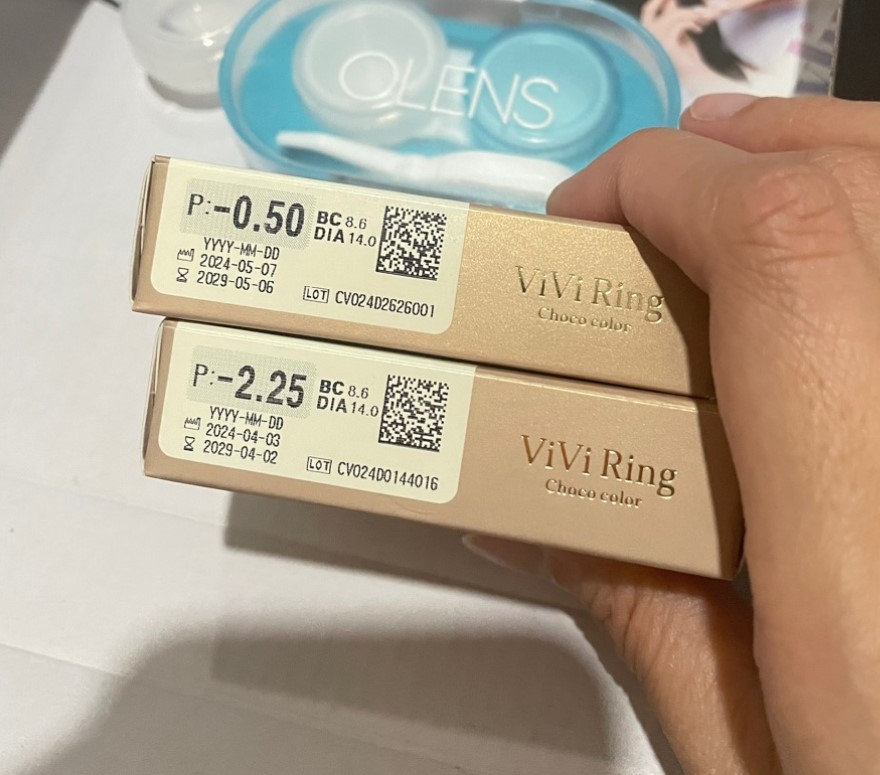 OLENS
P:-0.50
BC 8.6
DIA 14.0
YYYY-MM-DD
2024-05-07
2029-05-06
LOT CVO24D2626001
ViVi Ring
Choco color
P:-2.25
BC 8.6
DIA 14.0
YYYY-MM-DD
2024-04-03
2029-04-02
LOT CVO24D0144016
ViVi Ring
Choco color